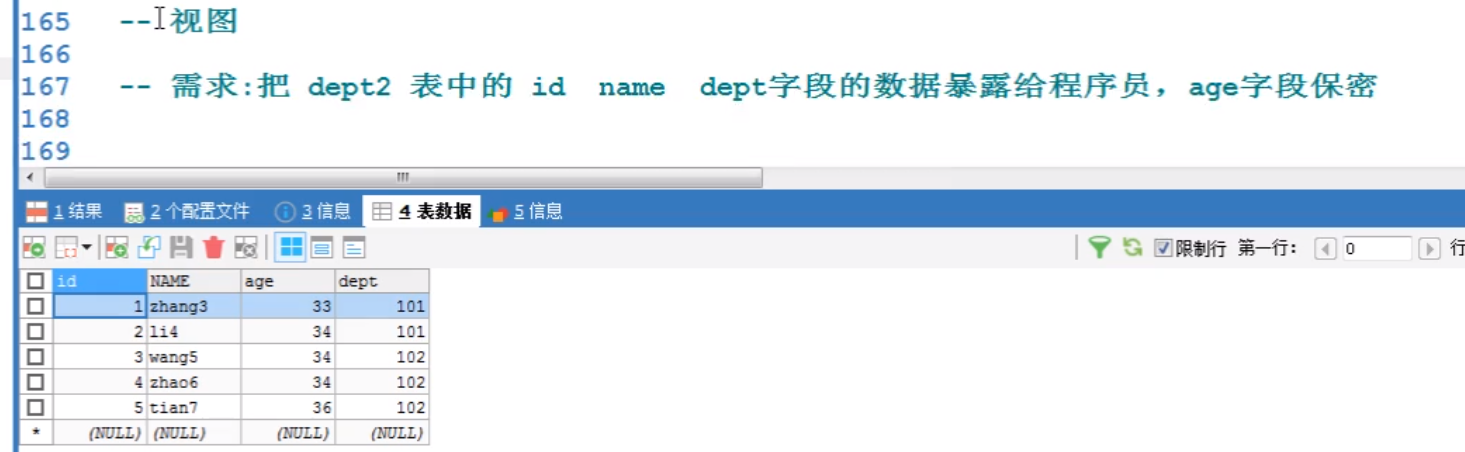 165 -- 视图
166
167 -- 需求:把 dept2 表中的 id name dept字段的数据暴露给程序员，age字段保密
168
169
1 结果 2 个配置文件 3 信息 4 表数据 5 信息
限制行 第一行: 0 行
id NAME age dept
1 zhang3 33 101
2 li4 34 101
3 wang5 34 102
4 zhao6 34 102
5 tian7 36 102
* (NULL) (NULL) (NULL) (NULL)